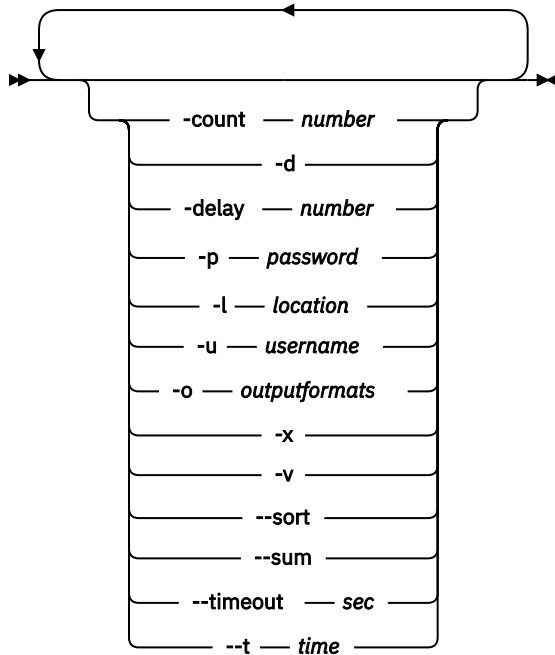 -count number
-d
-delay number
-p password
-l location
-u username
-o outputformats
-x
-v
--sort
--sum
--timeout sec
--t time